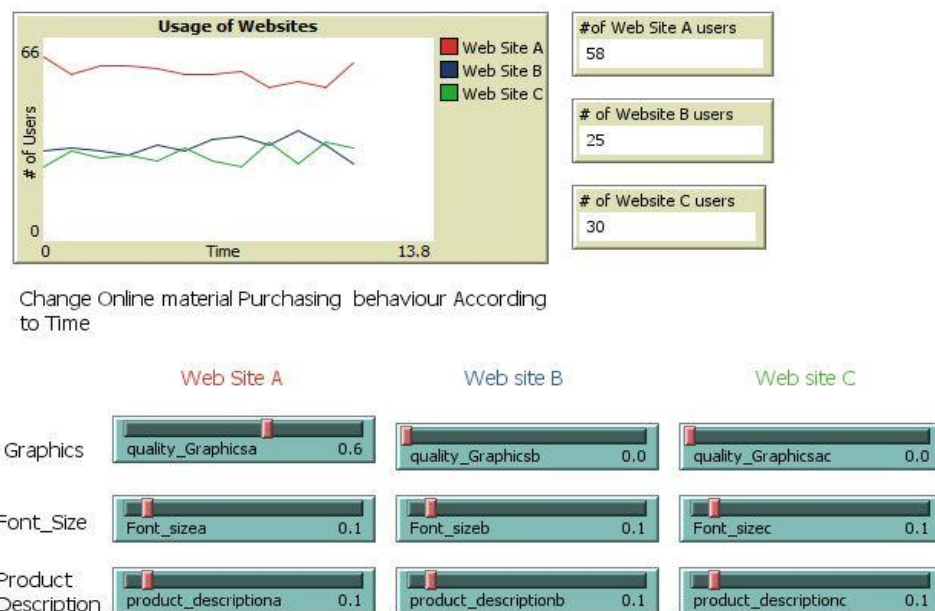 Usage of Websites
66
# of Users
0
0
Time
13.8
Web Site A
Web Site B
Web Site C
#of Web Site A users
58
# of Website B users
25
# of Website C users
30
Change Online material Purchasing behaviour According
to Time
Web Site A
Web site B
Web site C
Graphics
quality_Graphicsa 0.6
quality_Graphicsb 0.0
quality_Graphicsac 0.0
Font_Size
Font_sizea 0.1
Font_sizeb 0.1
Font_sizec 0.1
Product
Description
product_descriptiona 0.1
product_descriptionb 0.1
product_descriptionc 0.1